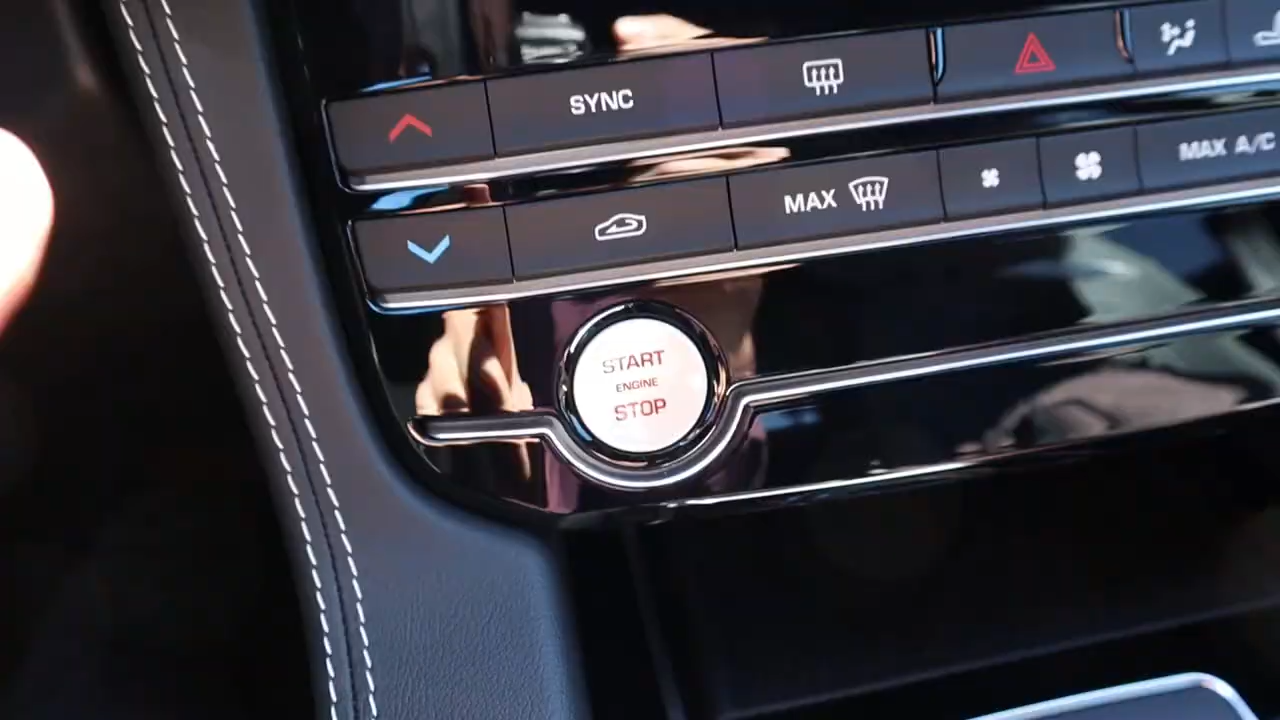 SYNC
MAX
MAX A/C
START
ENGINE
STOP